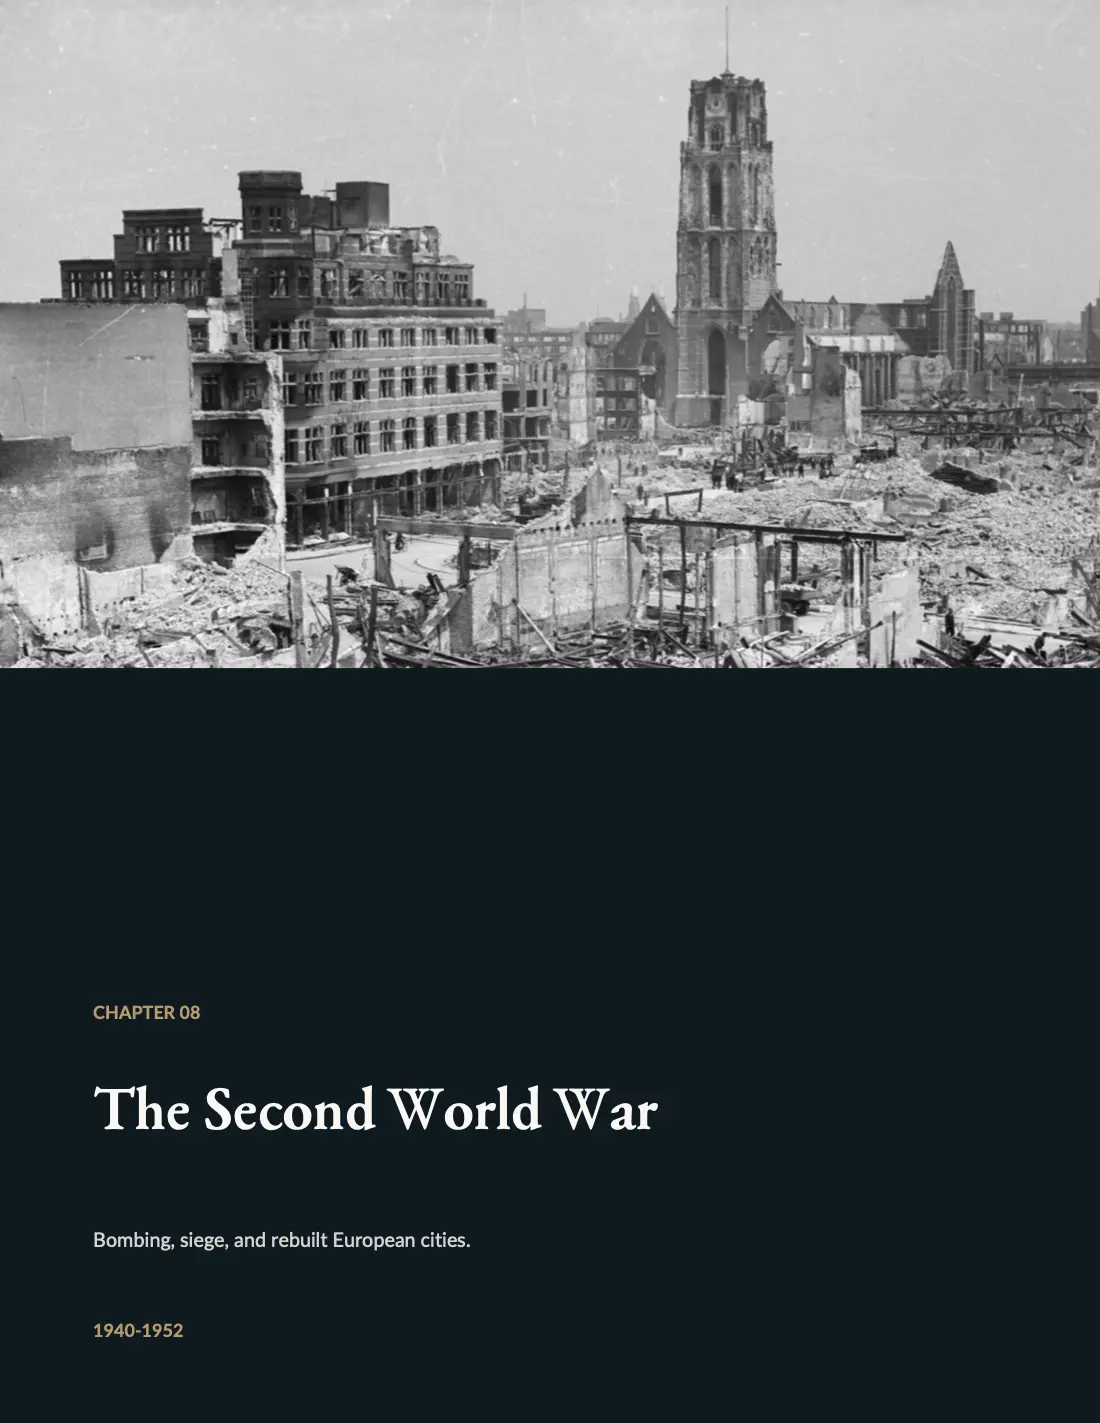 CHAPTER 08
The Second World War
Bombing, siege, and rebuilt European cities.
1940-1952